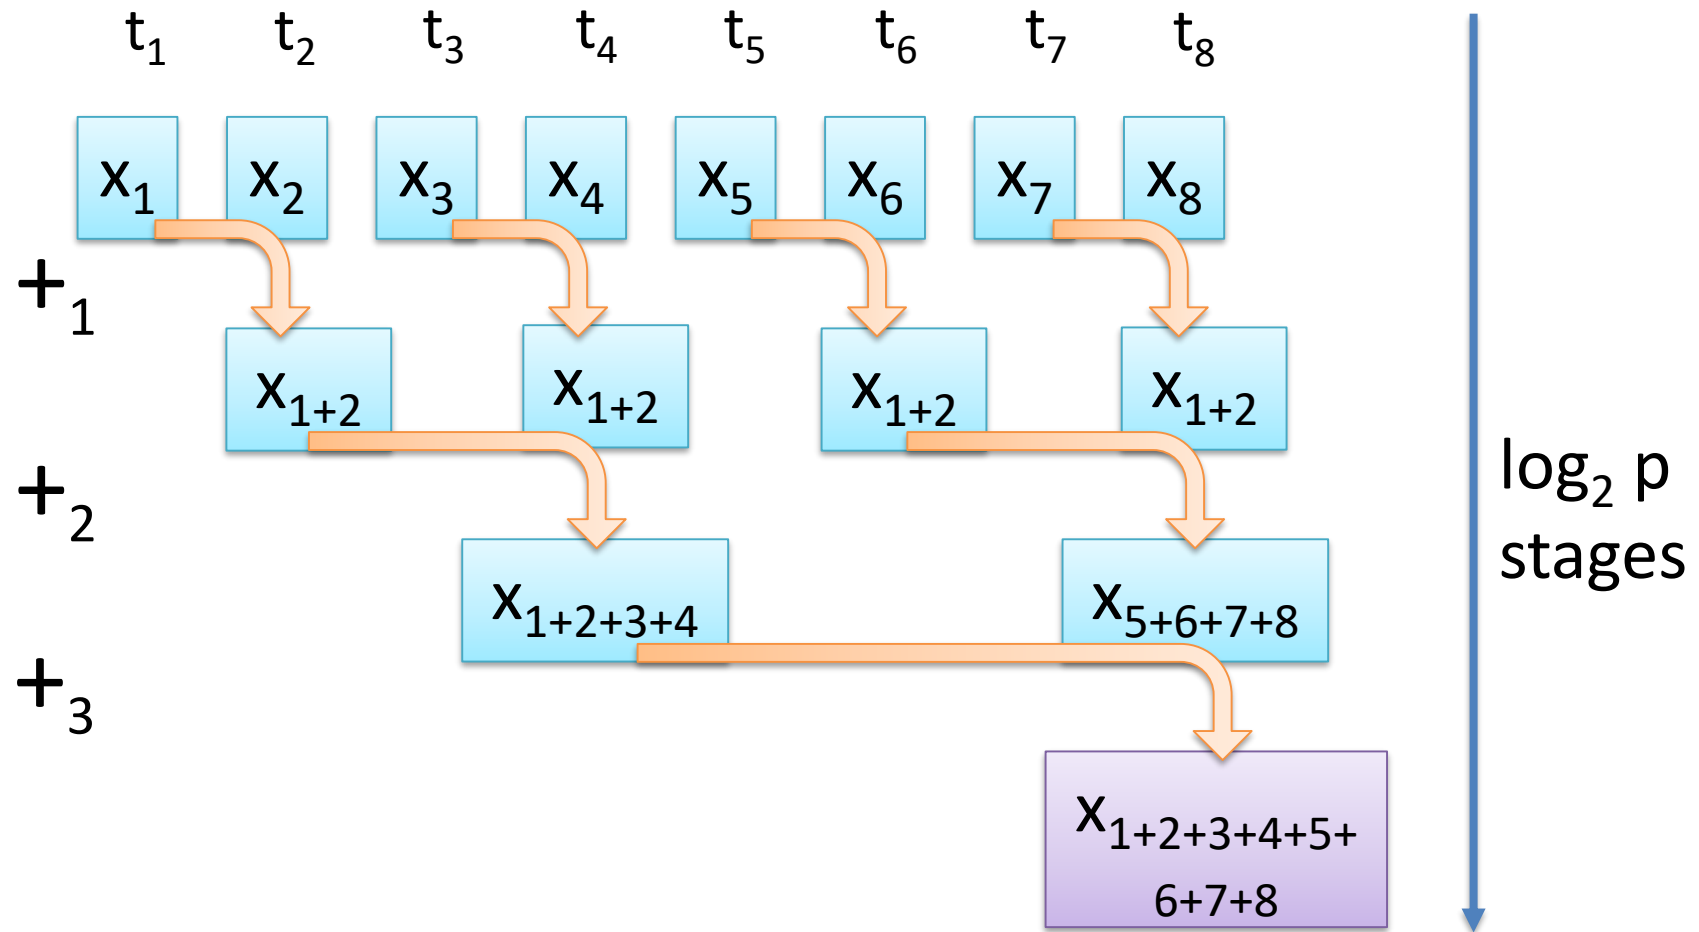 t₁ t₂ t₃ t₄ t₅ t₆ t₇ t₈
x₁ x₂ x₃ x₄ x₅ x₆ x₇ x₈
+₁
x₁₊₂ x₁₊₂ x₁₊₂ x₁₊₂
+₂
log₂ p
stages
x₁₊₂₊₃₊₄ x₅₊₆₊₇₊₈
+₃
x₁₊₂₊₃₊₄₊₅₊
₆₊₇₊₈